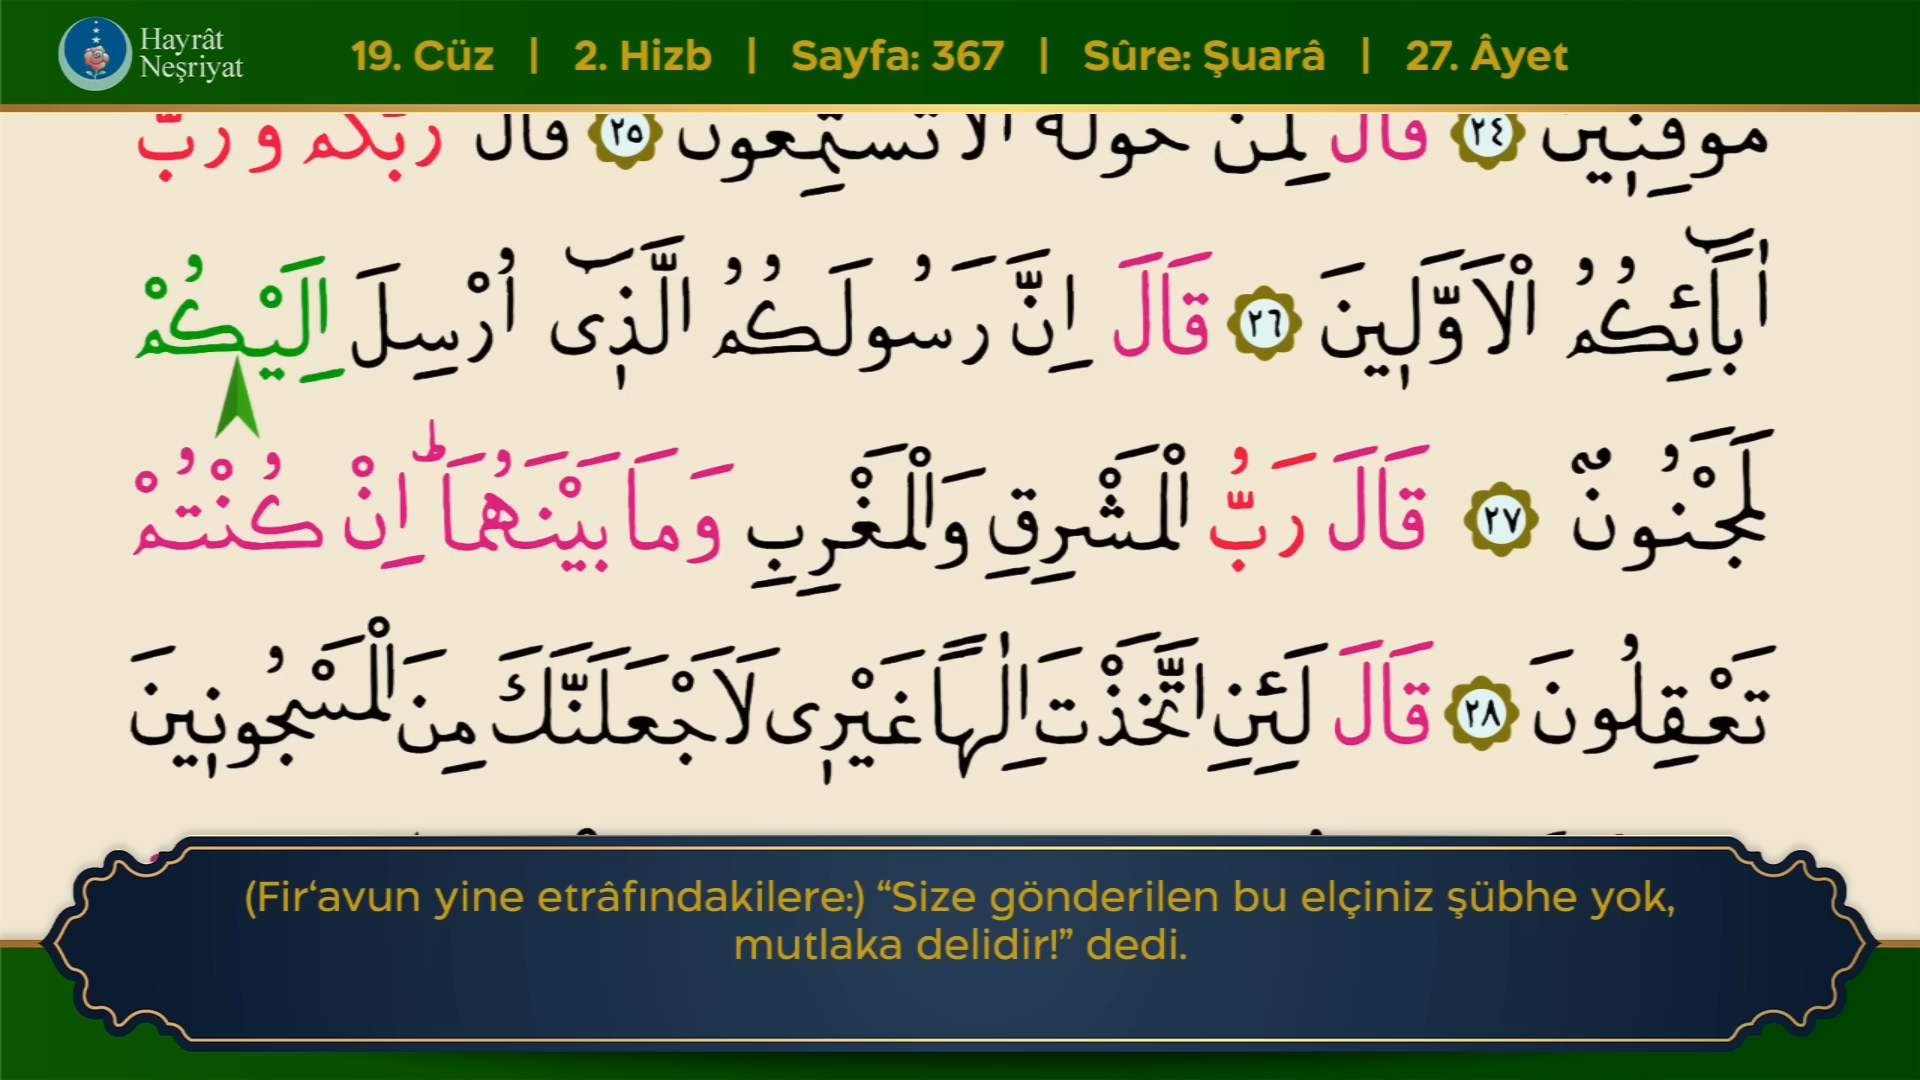 Hayrât
Neşriyat
19. Cüz | 2. Hizb | Sayfa: 367 | Sûre: Şuarâ | 27. Âyet
مُوقِنٖينَ ﴿٢٤﴾ قَالَ لِمَنْ حَوْلَهُ اَلَا تَسْتَمِعُونَ ﴿٢٥﴾ قَالَ رَبُّكُمْ وَرَبُّ
اٰبَٓائِكُمُ الْاَوَّلٖينَ ﴿٢٦﴾ قَالَ اِنَّ رَسُولَكُمُ الَّذٖٓى اُرْسِلَ اِلَيْكُمْ
لَمَجْنُونٌ ﴿٢٧﴾ قَالَ رَبُّ الْمَشْرِقِ وَالْمَغْرِبِ وَمَا بَيْنَهُمَا ؕ اِنْ كُنْتُمْ
تَعْقِلُونَ ﴿٢٨﴾ قَالَ لَئِنِ اتَّخَذْتَ اِلٰهًا غَيْرٖى لَاَجْعَلَنَّكَ مِنَ الْمَسْجُونٖينَ
(Fir‘avun yine etrâfındakilere:) “Size gönderilen bu elçiniz şübhe yok,
mutlaka delidir!” dedi.